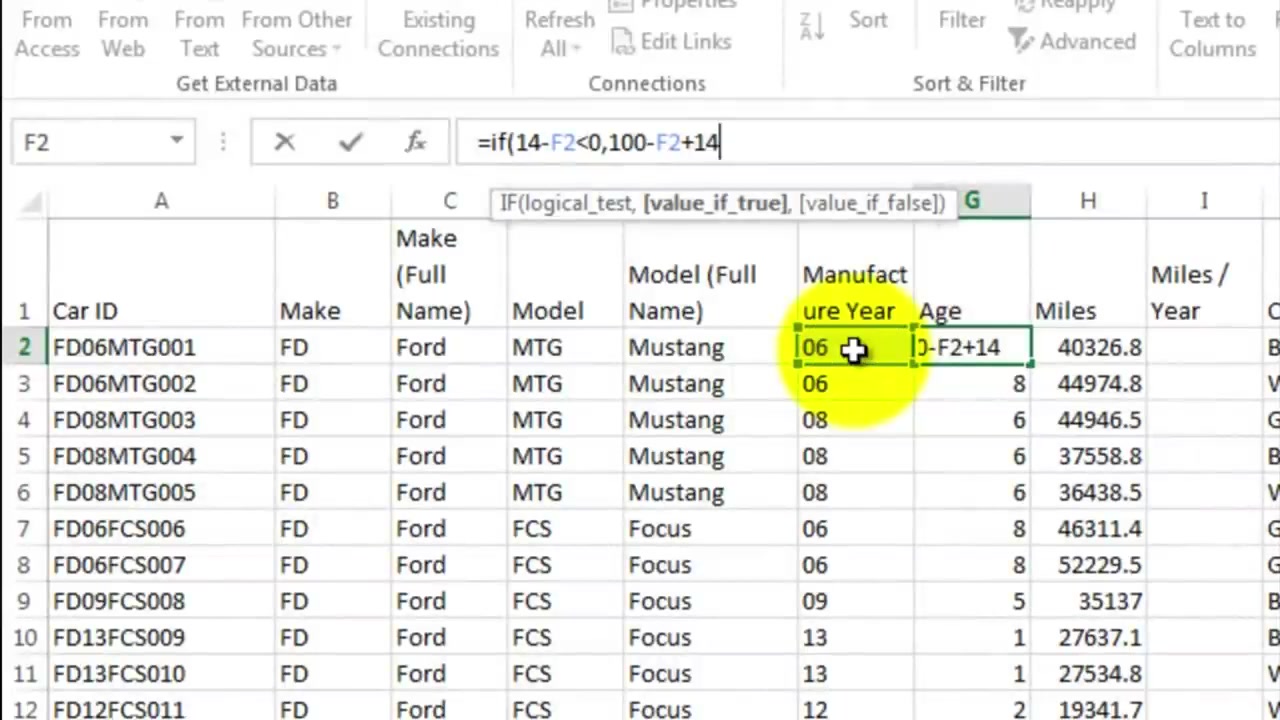 Properties
Reapply
From From From From Other Existing Refresh Sort Filter Text to
Access Web Text Sources Connections All Edit Links Advanced Columns
Get External Data Connections Sort & Filter
F2 fx =if(14-F2<0,100-F2+14
IF(logical_test, [value_if_true], [value_if_false])
A B C G H I
1 Car ID Make Make (Full Name) Model Model (Full Name) Manufacture Year Age Miles Miles / Year
2 FD06MTG001 FD Ford MTG Mustang 06 -F2+14 40326.8
3 FD06MTG002 FD Ford MTG Mustang 06 8 44974.8
4 FD08MTG003 FD Ford MTG Mustang 08 6 44946.5
5 FD08MTG004 FD Ford MTG Mustang 08 6 37558.8
6 FD08MTG005 FD Ford MTG Mustang 08 6 36438.5
7 FD06FCS006 FD Ford FCS Focus 06 8 46311.4
8 FD06FCS007 FD Ford FCS Focus 06 8 52229.5
9 FD09FCS008 FD Ford FCS Focus 09 5 35137
10 FD13FCS009 FD Ford FCS Focus 13 1 27637.1
11 FD13FCS010 FD Ford FCS Focus 13 1 27534.8
12 FD12FCS011 FD Ford FCS Focus 12 2 19341.7